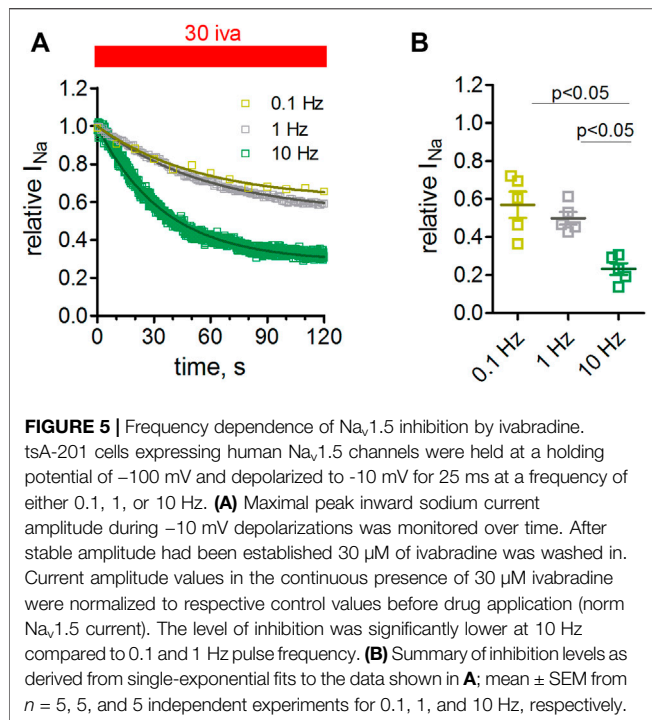 A
30 iva
B
1.2
1.0
0.8
0.6
0.4
0.2
0.0
relative I_Na
0.1 Hz
1 Hz
10 Hz
0 30 60 90 120
time, s
p<0.05
p<0.05
1.2
1.0
0.8
0.6
0.4
0.2
0.0
relative I_Na
0.1 Hz
1 Hz
10 Hz
FIGURE 5 | Frequency dependence of Naᵥ1.5 inhibition by ivabradine.
tsA-201 cells expressing human Naᵥ1.5 channels were held at a holding
potential of −100 mV and depolarized to -10 mV for 25 ms at a frequency of
either 0.1, 1, or 10 Hz. (A) Maximal peak inward sodium current
amplitude during −10 mV depolarizations was monitored over time. After
stable amplitude had been established 30 µM of ivabradine was washed in.
Current amplitude values in the continuous presence of 30 µM ivabradine
were normalized to respective control values before drug application (norm
Naᵥ1.5 current). The level of inhibition was significantly lower at 10 Hz
compared to 0.1 and 1 Hz pulse frequency. (B) Summary of inhibition levels as
derived from single-exponential fits to the data shown in A; mean ± SEM from
n = 5, 5, and 5 independent experiments for 0.1, 1, and 10 Hz, respectively.